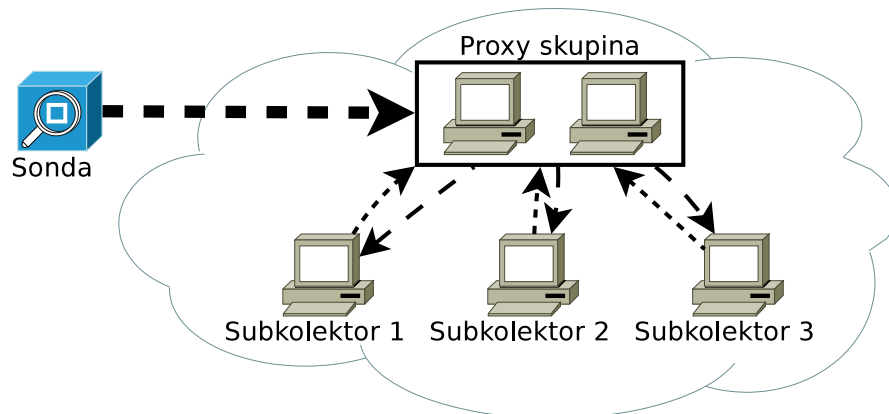 Proxy skupina
Sonda
Subkolektor 1
Subkolektor 2
Subkolektor 3